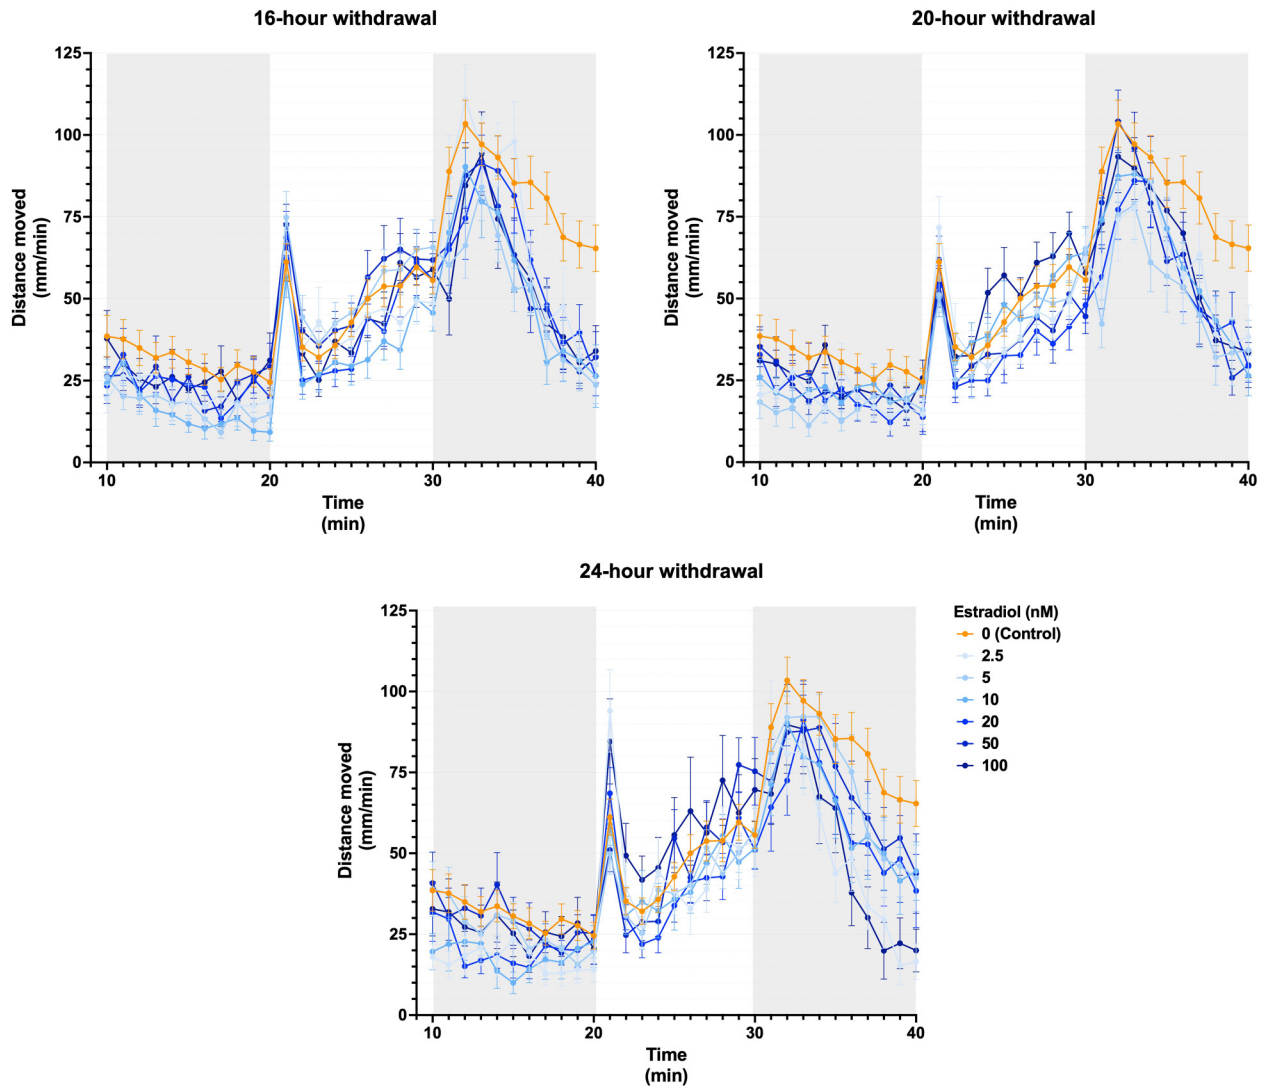 16-hour withdrawal
125
100
75
50
25
0
Distance moved
(mm/min)
10 20 30 40
Time
(min)
20-hour withdrawal
125
100
75
50
25
0
Distance moved
(mm/min)
10 20 30 40
Time
(min)
24-hour withdrawal
125
100
75
50
25
0
Distance moved
(mm/min)
10 20 30 40
Time
(min)
Estradiol (nM)
0 (Control)
2.5
5
10
20
50
100